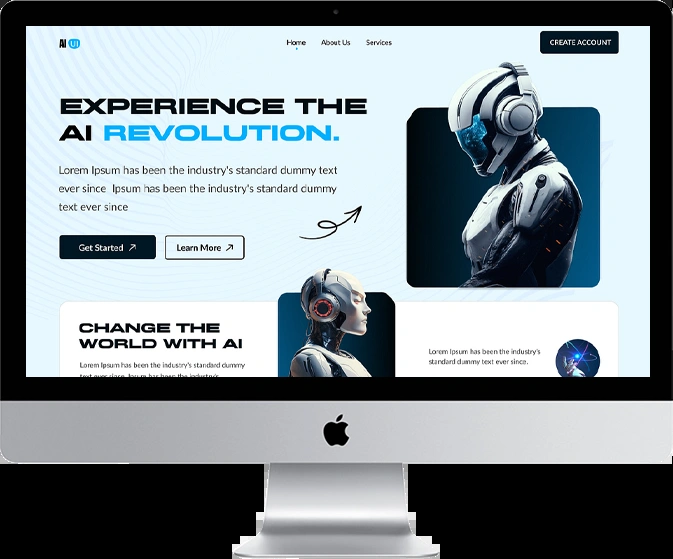 AI UI
Home
About Us
Services
CREATE ACCOUNT
EXPERIENCE THE
AI REVOLUTION.
Lorem Ipsum has been the industry's standard dummy text
ever since Ipsum has been the industry's standard dummy
text ever since
Get Started
Learn More
CHANGE THE
WORLD WITH AI
Lorem Ipsum has been the industry's standard dummy
text ever since, Ipsum has been the industry's
Lorem Ipsum has been the industry's
standard dummy text ever since.